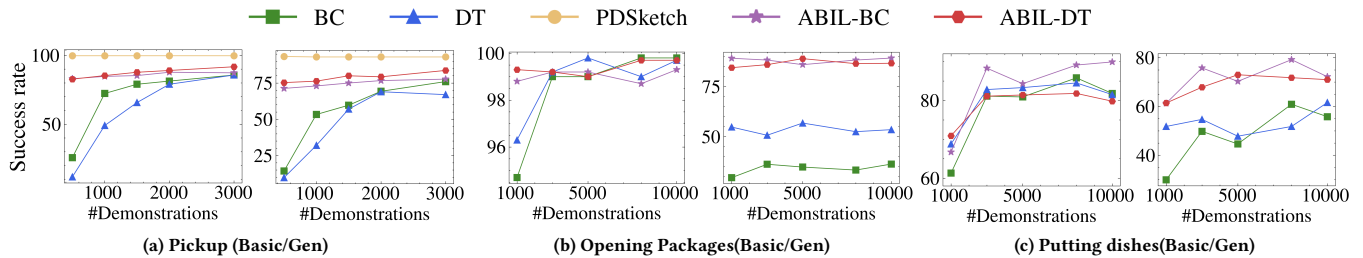 BC DT PDSketch ABIL-BC ABIL-DT
Success rate
100
50
1000 2000 3000
#Demonstrations
75
50
25
1000 2000 3000
#Demonstrations
(a) Pickup (Basic/Gen)
100
98
96
1000 5000 10000
#Demonstrations
75
50
1000 5000 10000
#Demonstrations
(b) Opening Packages(Basic/Gen)
80
60
1000 5000 10000
#Demonstrations
80
60
40
1000 5000 10000
#Demonstrations
(c) Putting dishes(Basic/Gen)